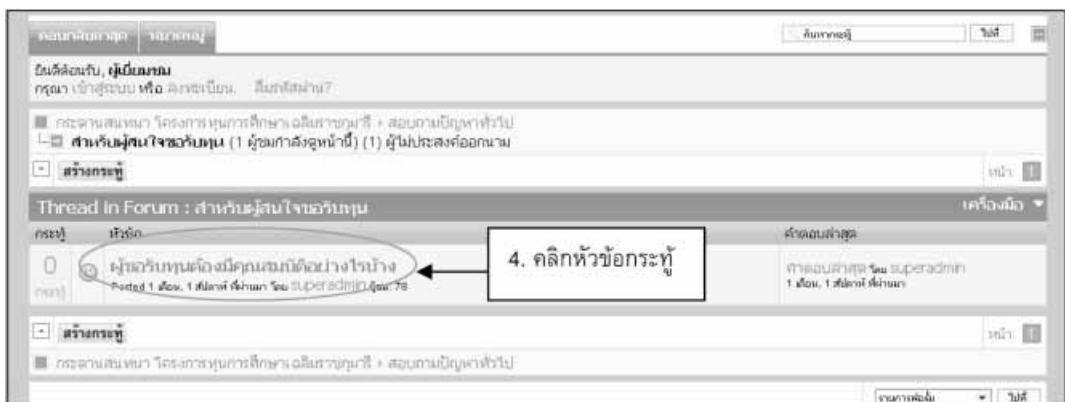 ตอบกลับล่าสุด หมวดหมู่
ค้นหากระทู้ ไปที่
ยินดีต้อนรับ, ผู้เยี่ยมชม
กรุณา เข้าสู่ระบบ หรือ ลงทะเบียน. ลืมรหัสผ่าน?
กระดานสนทนา โครงการทุนการศึกษาเฉลิมราชกุมารี › สอบถามปัญหาทั่วไป
สำหรับผู้สนใจขอรับทุน (1 ผู้ชมกำลังดูหน้านี้) (1) ผู้ไม่ประสงค์ออกนาม
สร้างกระทู้ หน้า: 1
Thread in Forum : สำหรับผู้สนใจขอรับทุน เครื่องมือ
กระทู้ หัวข้อ คำตอบล่าสุด
0 ผู้ขอรับทุนต้องมีคุณสมบัติอย่างไรบ้าง
กระทู้ Posted 1 เดือน, 1 สัปดาห์ ที่ผ่านมา โดย superadmin ผู้ชม: 78
4. คลิกหัวข้อกระทู้
คำตอบล่าสุด โดย superadmin
1 เดือน, 1 สัปดาห์ ที่ผ่านมา
สร้างกระทู้ หน้า: 1
กระดานสนทนา โครงการทุนการศึกษาเฉลิมราชกุมารี › สอบถามปัญหาทั่วไป
ไปที่